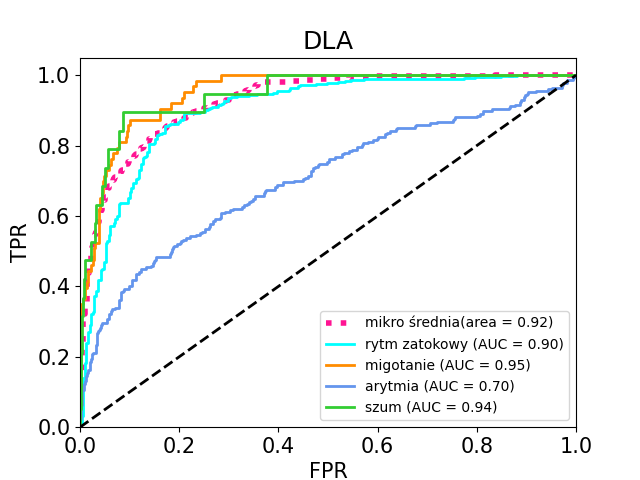 DLA
TPR
1.0
0.8
0.6
0.4
0.2
0.0
0.0 0.2 0.4 0.6 0.8 1.0
FPR
mikro średnia(area = 0.92)
rytm zatokowy (AUC = 0.90)
migotanie (AUC = 0.95)
arytmia (AUC = 0.70)
szum (AUC = 0.94)